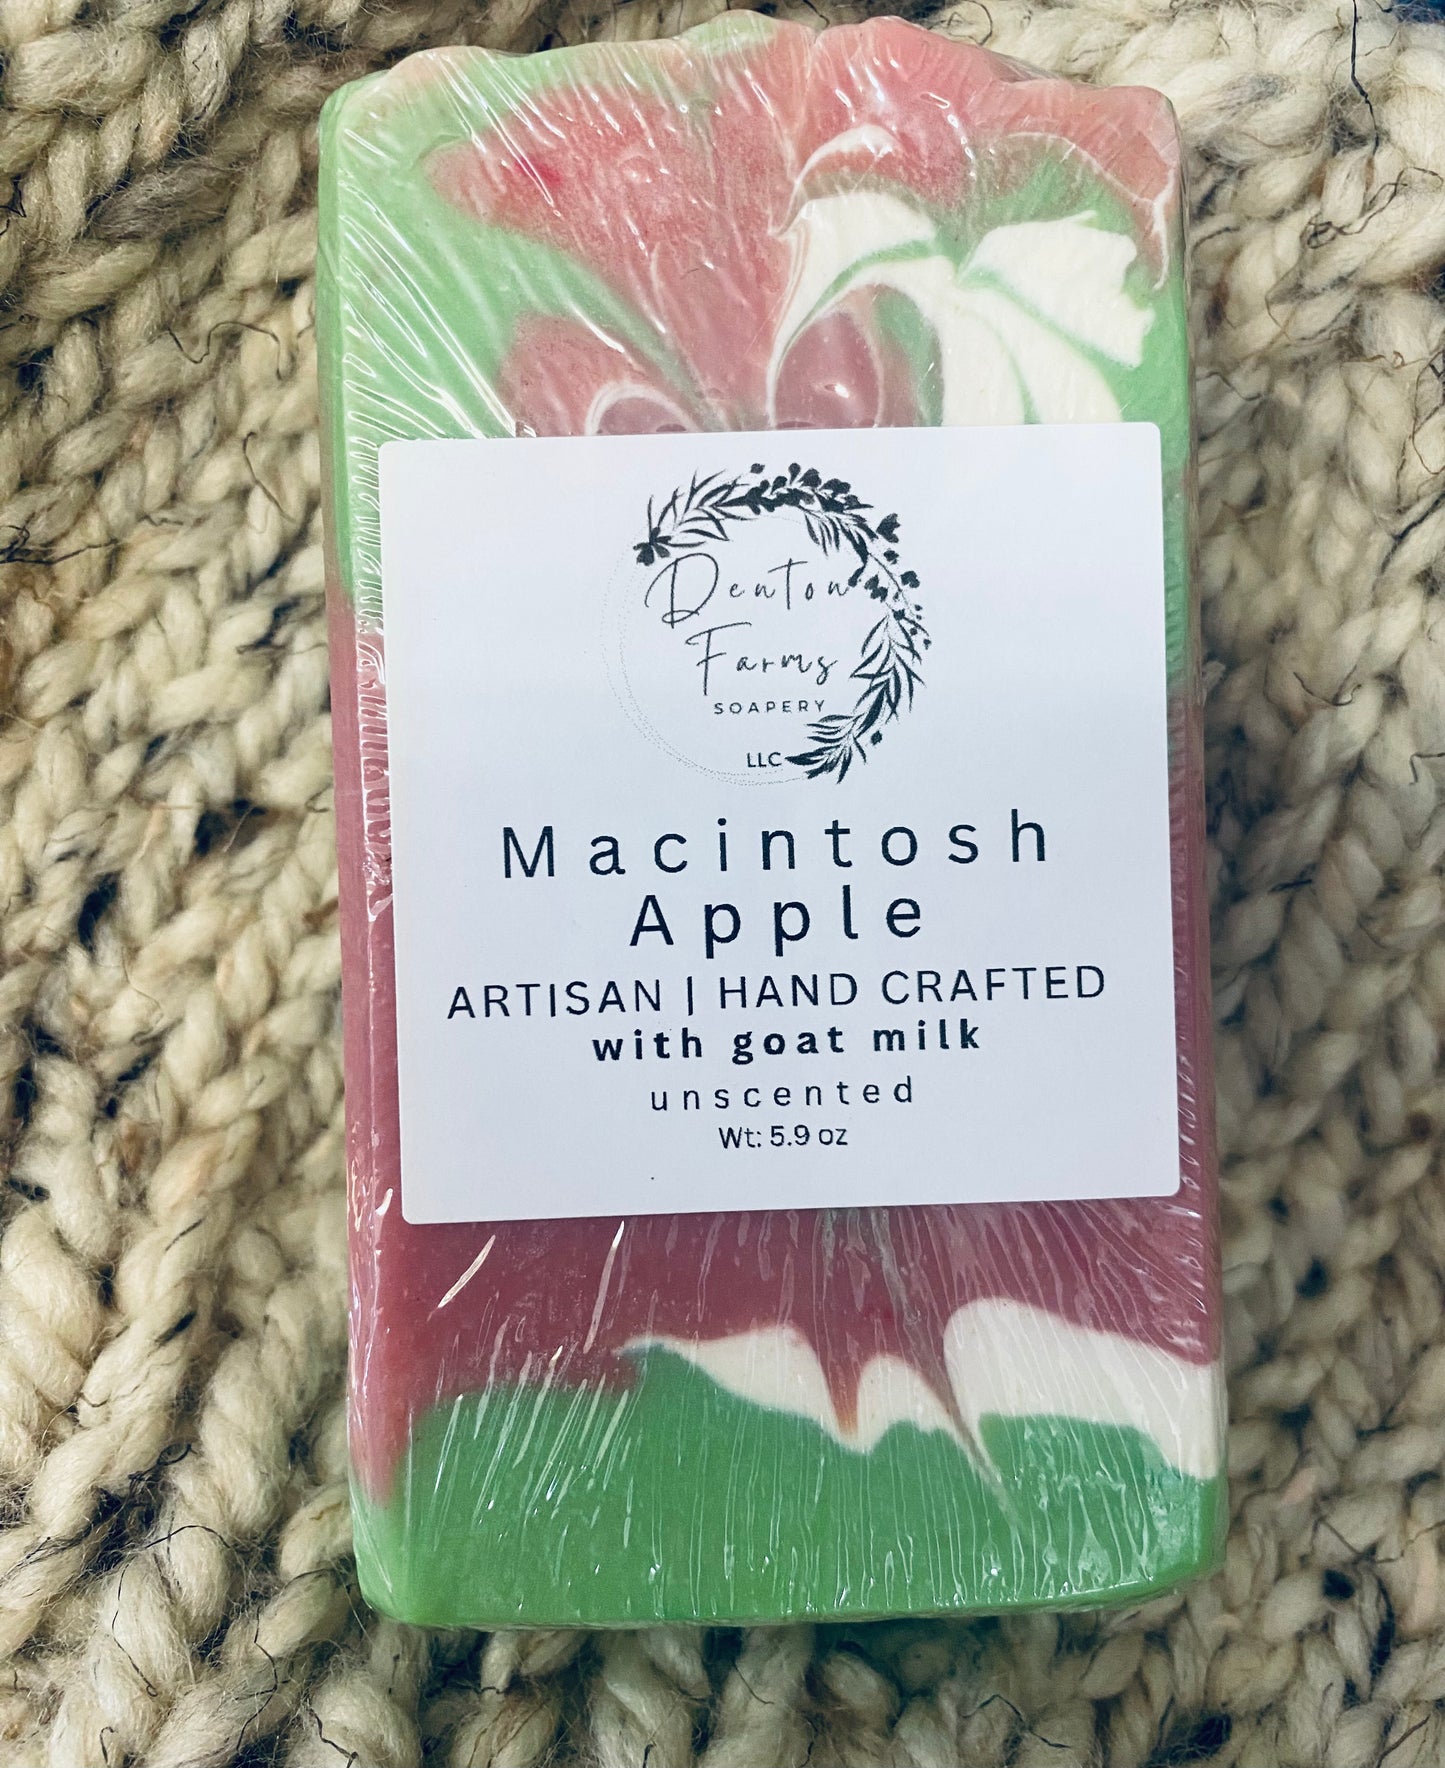 Denton
Farms
SOAPERY
LLC
Macintosh
Apple
ARTISAN | HAND CRAFTED
with goat milk
unscented
Wt: 5.9 oz